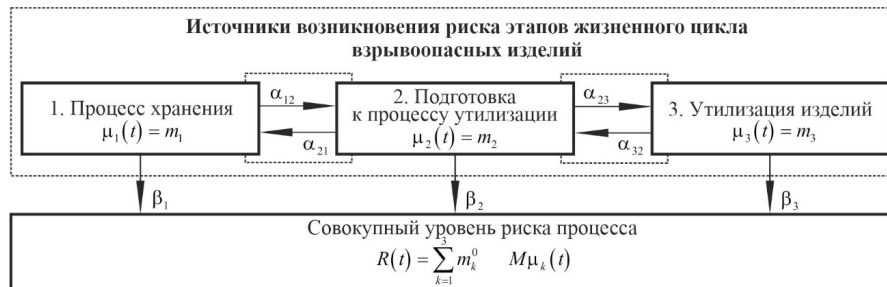 Источники возникновения риска этапов жизненного цикла
взрывоопасных изделий
1. Процесс хранения
μ₁(t) = m₁
α₁₂
α₂₁
2. Подготовка
к процессу утилизации
μ₂(t) = m₂
α₂₃
α₃₂
3. Утилизация изделий
μ₃(t) = m₃
β₁
β₂
β₃
Совокупный уровень риска процесса
R(t) = ∑_{k=1}^{3} m_k^0 Mμ_k(t)